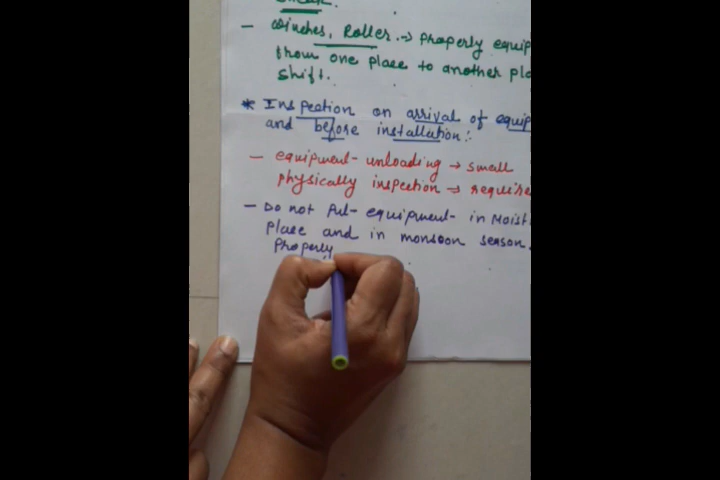 - Winches, Roller. → Properly equip
from one place to another pla
shift.
* Inspection on arrival of equip
and before installation:
- equipment- unloading → small
physically inspection → require
- Do not Put- equipment- in Moist
place and in monsoon season.
Properly